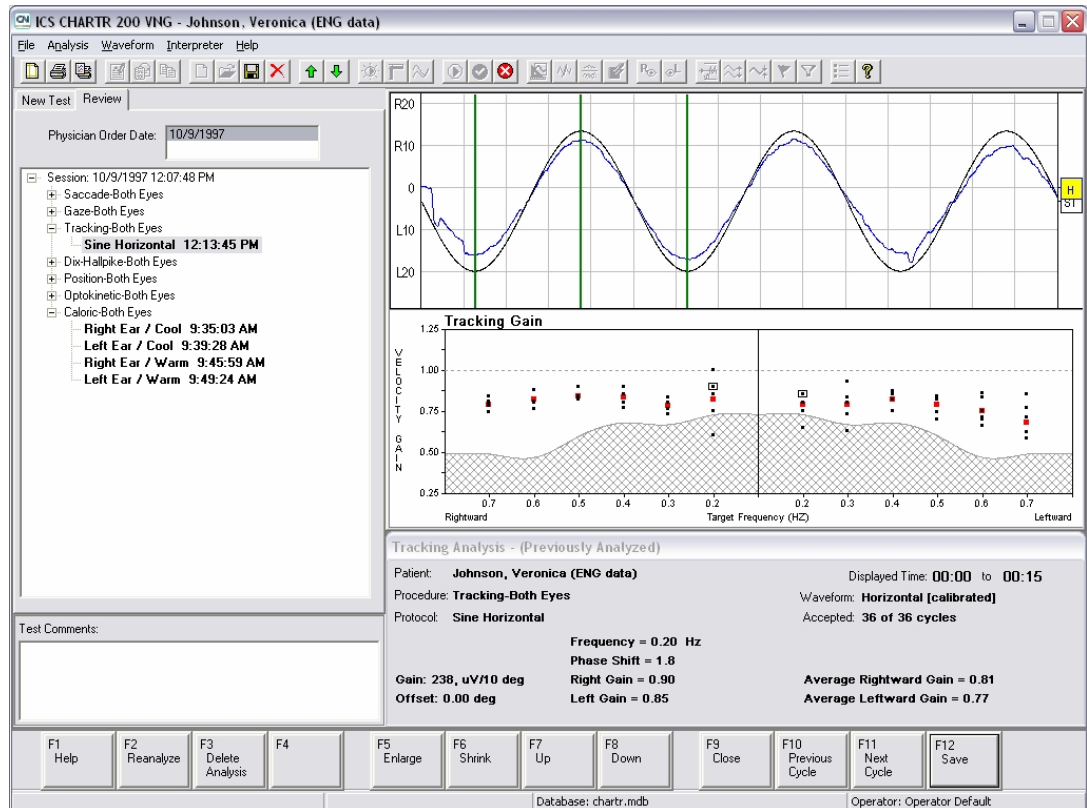 CN ICS CHARTR 200 VNG - Johnson, Veronica (ENG data)
File Analysis Waveform Interpreter Help
New Test Review
Physician Order Date: 10/9/1997
Session: 10/9/1997 12:07:48 PM
Saccade-Both Eyes
Gaze-Both Eyes
Tracking-Both Eyes
Sine Horizontal 12:13:45 PM
Dix-Hallpike-Both Eyes
Position-Both Eyes
Optokinetic-Both Eyes
Caloric-Both Eyes
Right Ear / Cool 9:35:03 AM
Left Ear / Cool 9:39:28 AM
Right Ear / Warm 9:45:59 AM
Left Ear / Warm 9:49:24 AM
Test Comments:
R20
R10
0
L10
L20
H
ST
Tracking Gain
VELOCITY GAIN
1.25
1.00
0.75
0.50
0.25
0.7 0.6 0.5 0.4 0.3 0.2 0.2 0.3 0.4 0.5 0.6 0.7
Rightward Target Frequency (HZ) Leftward
Tracking Analysis - (Previously Analyzed)
Patient: Johnson, Veronica (ENG data) Displayed Time: 00:00 to 00:15
Procedure: Tracking-Both Eyes Waveform: Horizontal [calibrated]
Protocol: Sine Horizontal Accepted: 36 of 36 cycles
Frequency = 0.20 Hz
Phase Shift = 1.8
Gain: 238, uV/10 deg Right Gain = 0.90 Average Rightward Gain = 0.81
Offset: 0.00 deg Left Gain = 0.85 Average Leftward Gain = 0.77
F1 Help
F2 Reanalyze
F3 Delete Analysis
F4
F5 Enlarge
F6 Shrink
F7 Up
F8 Down
F9 Close
F10 Previous Cycle
F11 Next Cycle
F12 Save
Database: chartr.mdb Operator: Operator Default